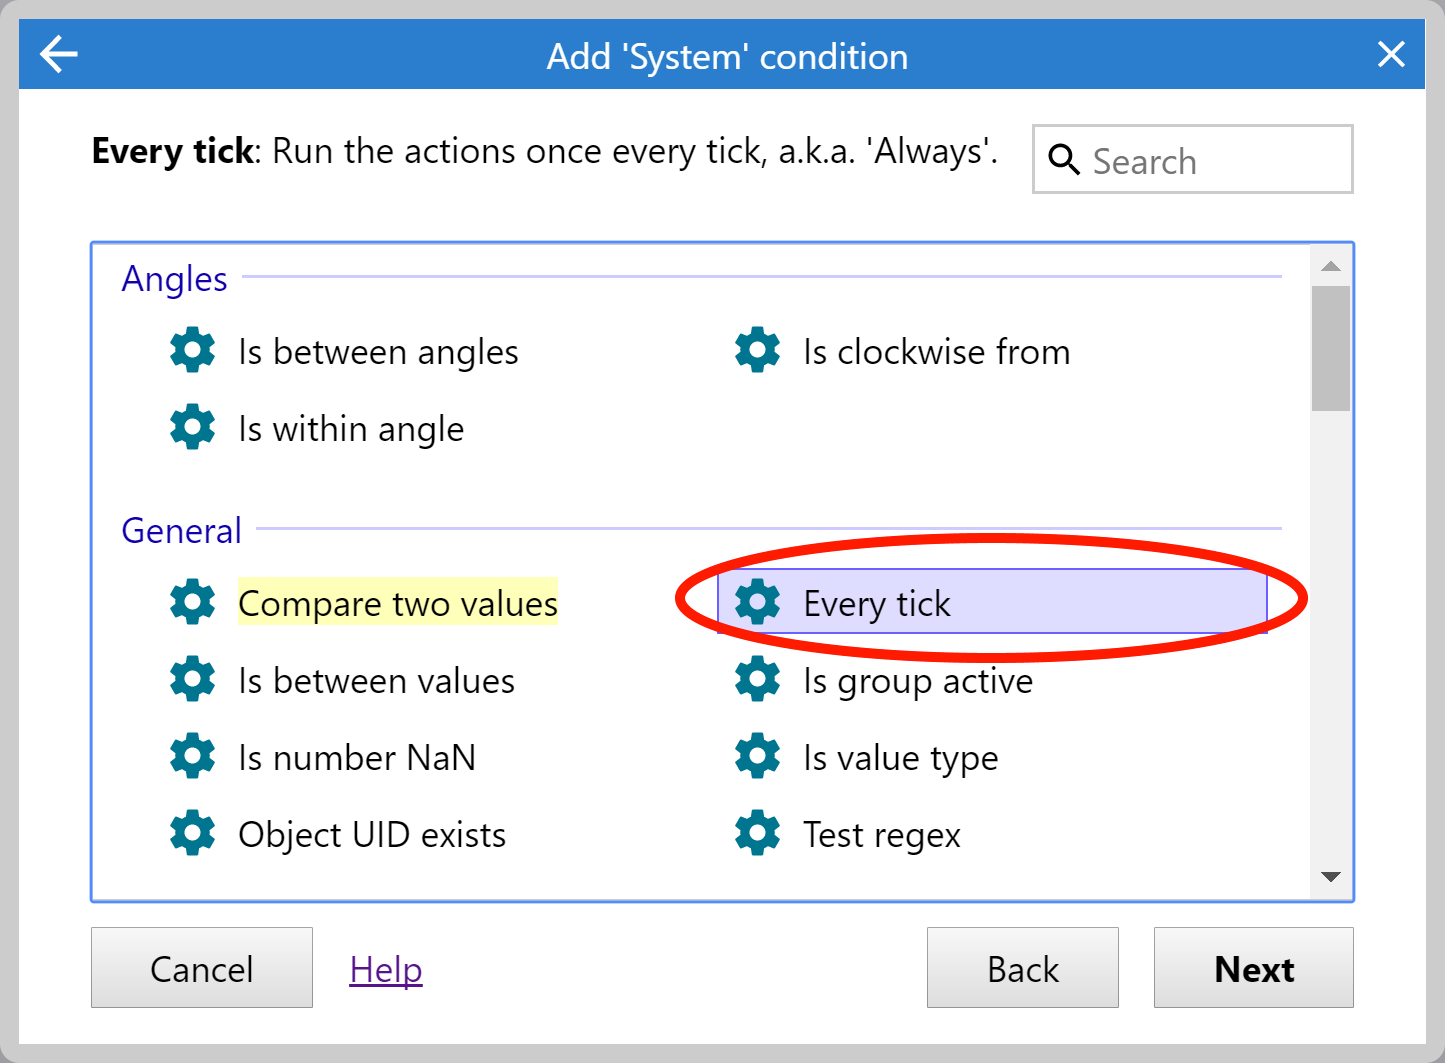 Add 'System' condition
Every tick: Run the actions once every tick, a.k.a. 'Always'.
Search
Angles
Is between angles
Is clockwise from
Is within angle
General
Compare two values
Every tick
Is between values
Is group active
Is number NaN
Is value type
Object UID exists
Test regex
Cancel
Help
Back
Next